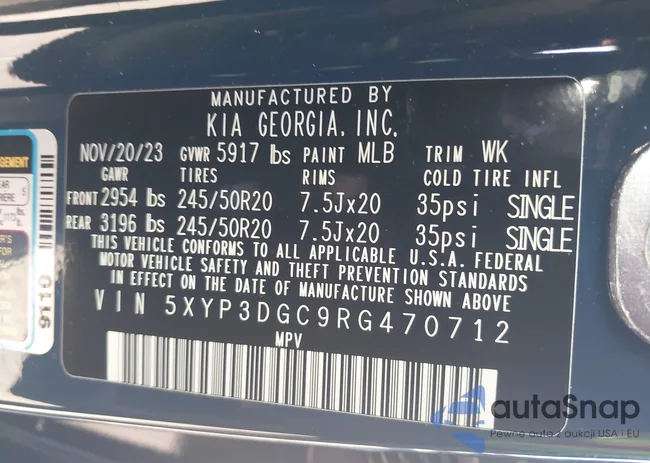 MANUFACTURED BY
KIA GEORGIA, INC.
NOV/20/23 GVWR 5917 lbs PAINT MLB TRIM WK
GAWR TIRES RIMS COLD TIRE INFL
FRONT 2954 lbs 245/50R20 7.5Jx20 35psi SINGLE
REAR 3196 lbs 245/50R20 7.5Jx20 35psi SINGLE
THIS VEHICLE CONFORMS TO ALL APPLICABLE U.S.A. FEDERAL
MOTOR VEHICLE SAFETY AND THEFT PREVENTION STANDARDS
IN EFFECT ON THE DATE OF MANUFACTURE SHOWN ABOVE
VIN 5XYP3DGC9RG470712
MPV
9110
autaSnap
Pewne auta z aukcji USA i EU